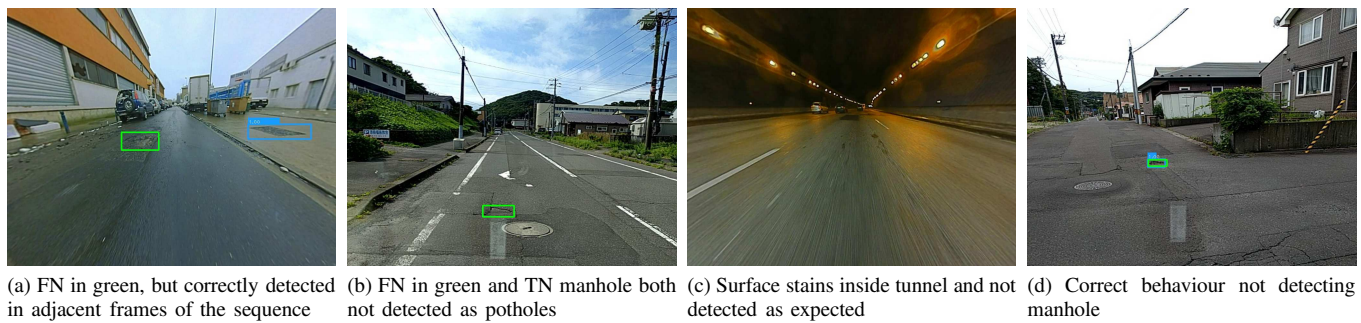 (a) FN in green, but correctly detected
in adjacent frames of the sequence
(b) FN in green and TN manhole both
not detected as potholes
(c) Surface stains inside tunnel and not
detected as expected
(d) Correct behaviour not detecting
manhole